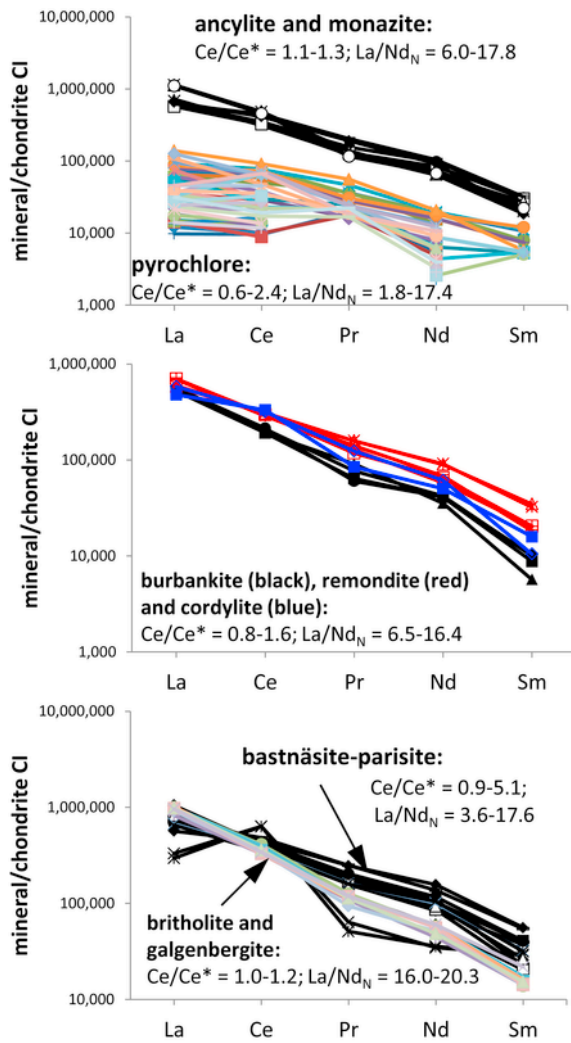 10,000,000
ancylite and monazite:
Ce/Ce* = 1.1-1.3; La/Nd_N = 6.0-17.8
1,000,000
100,000
10,000
pyrochlore:
Ce/Ce* = 0.6-2.4; La/Nd_N = 1.8-17.4
1,000
mineral/chondrite CI
La Ce Pr Nd Sm
1,000,000
100,000
10,000
burbankite (black), remondite (red)
and cordylite (blue):
Ce/Ce* = 0.8-1.6; La/Nd_N = 6.5-16.4
1,000
mineral/chondrite CI
La Ce Pr Nd Sm
10,000,000
bastnäsite-parisite:
Ce/Ce* = 0.9-5.1;
La/Nd_N = 3.6-17.6
1,000,000
100,000
britholite and
galgenbergite:
Ce/Ce* = 1.0-1.2; La/Nd_N = 16.0-20.3
10,000
mineral/chondrite CI
La Ce Pr Nd Sm